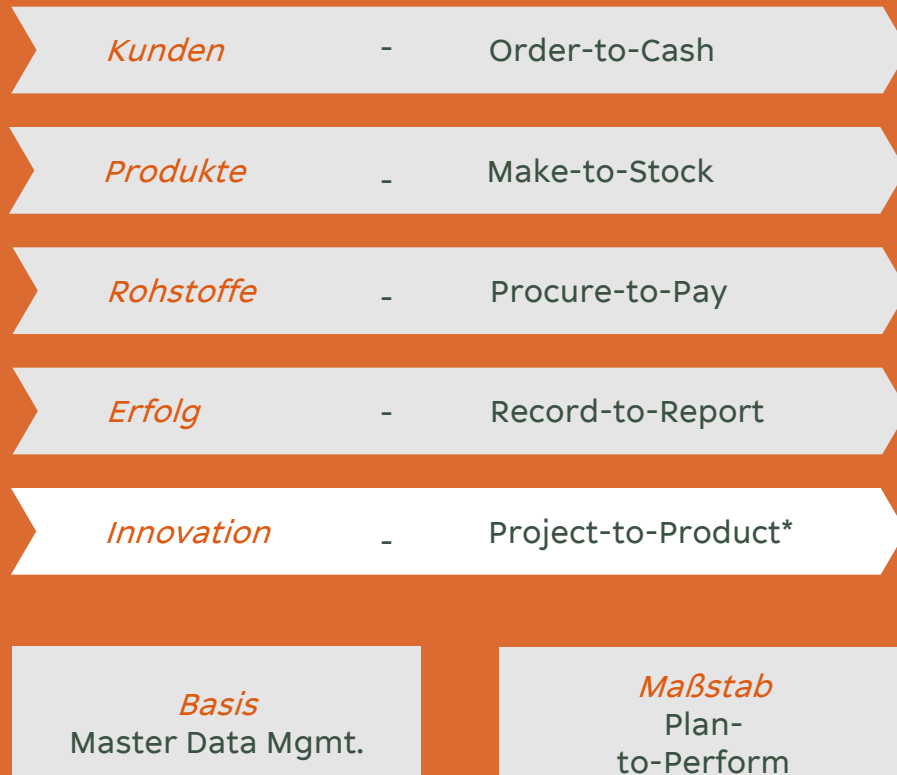 Kunden - Order-to-Cash
Produkte - Make-to-Stock
Rohstoffe - Procure-to-Pay
Erfolg - Record-to-Report
Innovation - Project-to-Product*
Basis
Master Data Mgmt.
Maßstab
Plan-
to-Perform